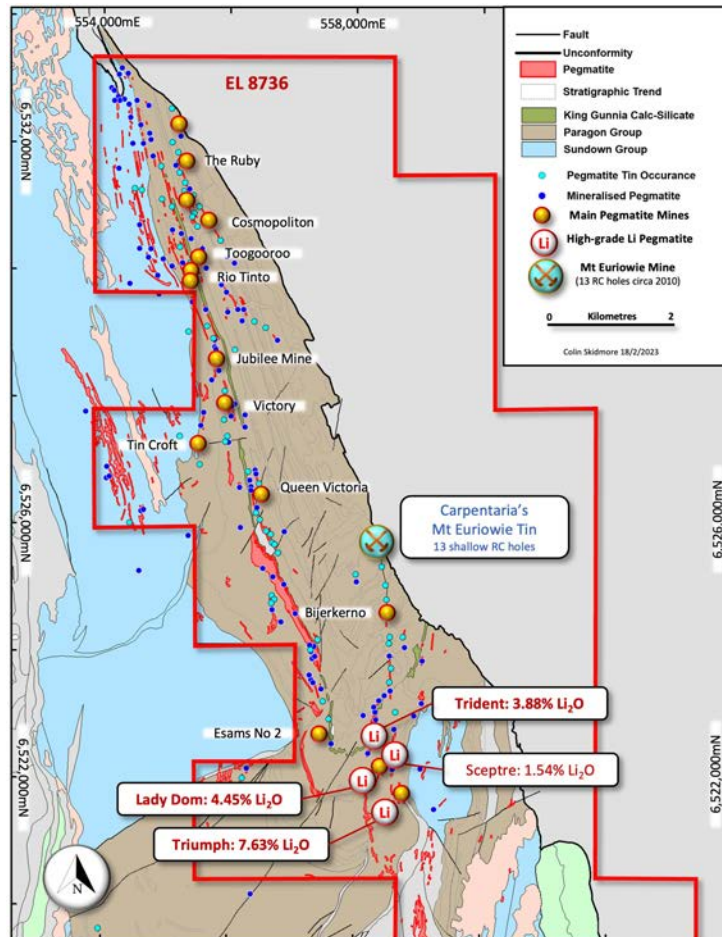 554,000mE
558,000mE
EL 8736
6,532,000mN
The Ruby
Cosmopoliton
Toogooroo
Rio Tinto
Jubilee Mine
Victory
Tin Croft
Queen Victoria
6,526,000mN
6,526,000mN
Carpentaria's
Mt Euriowie Tin
13 shallow RC holes
Bijerkerno
Trident: 3.88% Li₂O
Esams No 2
Li
Li
Sceptre: 1.54% Li₂O
6,522,000mN
6,522,000mN
Lady Dom: 4.45% Li₂O
Li
Triumph: 7.63% Li₂O
Li
N
Fault
Unconformity
Pegmatite
Stratigraphic Trend
King Gunnia Calc-Silicate
Paragon Group
Sundown Group
Pegmatite Tin Occurance
Mineralised Pegmatite
Main Pegmatite Mines
Li
High-grade Li Pegmatite
Mt Euriowie Mine
(13 RC holes circa 2010)
0 Kilometres 2
Colin Skidmore 18/2/2023